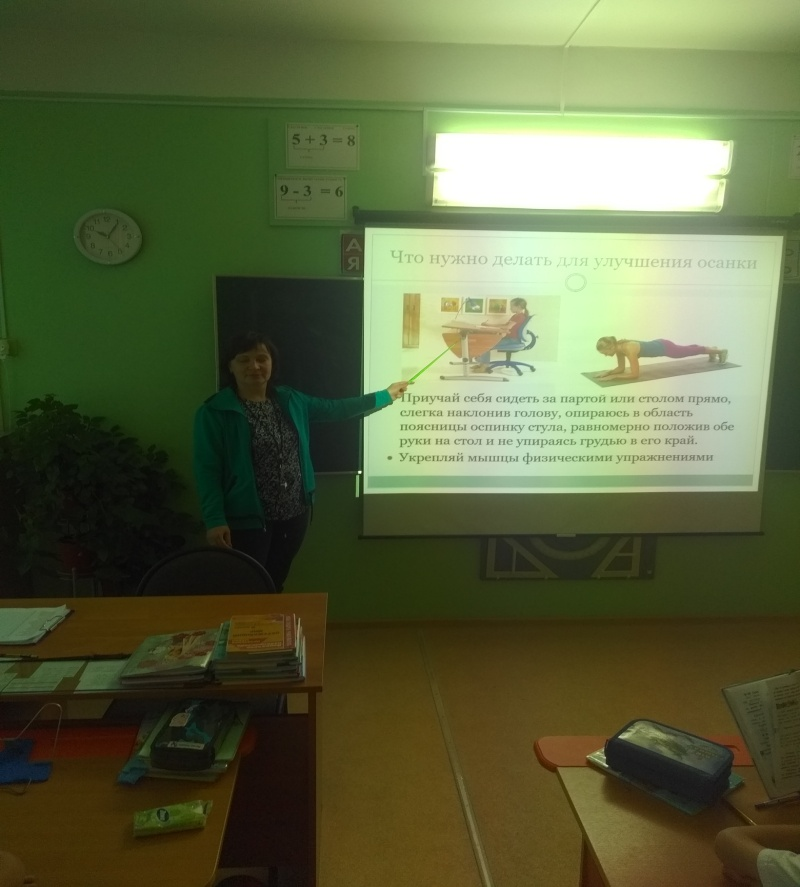 5 + 3 = 8
9 - 3 = 6
А
Я
Что нужно делать для улучшения осанки
Приучай себя сидеть за партой или столом прямо,
слегка наклонив голову, опираюсь в область
поясницы оспинку стула, равномерно положив обе
руки на стол и не упираясь грудью в его край.
• Укрепляй мышцы физическими упражнениями